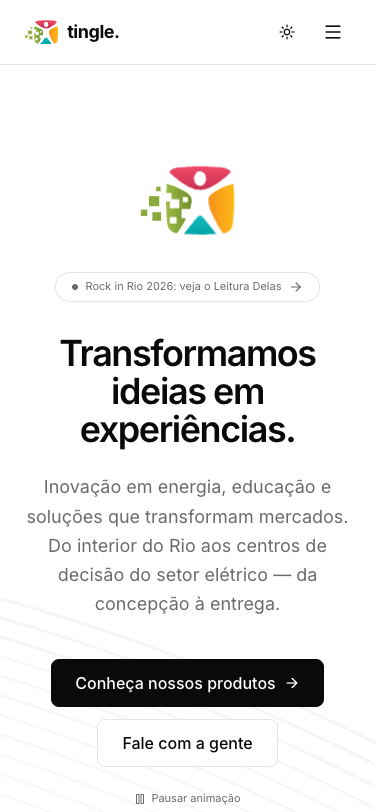 tingle.
Rock in Rio 2026: veja o Leitura Delas
Transformamos
ideias em
experiências.
Inovação em energia, educação e
soluções que transformam mercados.
Do interior do Rio aos centros de
decisão do setor elétrico — da
concepção à entrega.
Conheça nossos produtos
Fale com a gente
Pausar animação